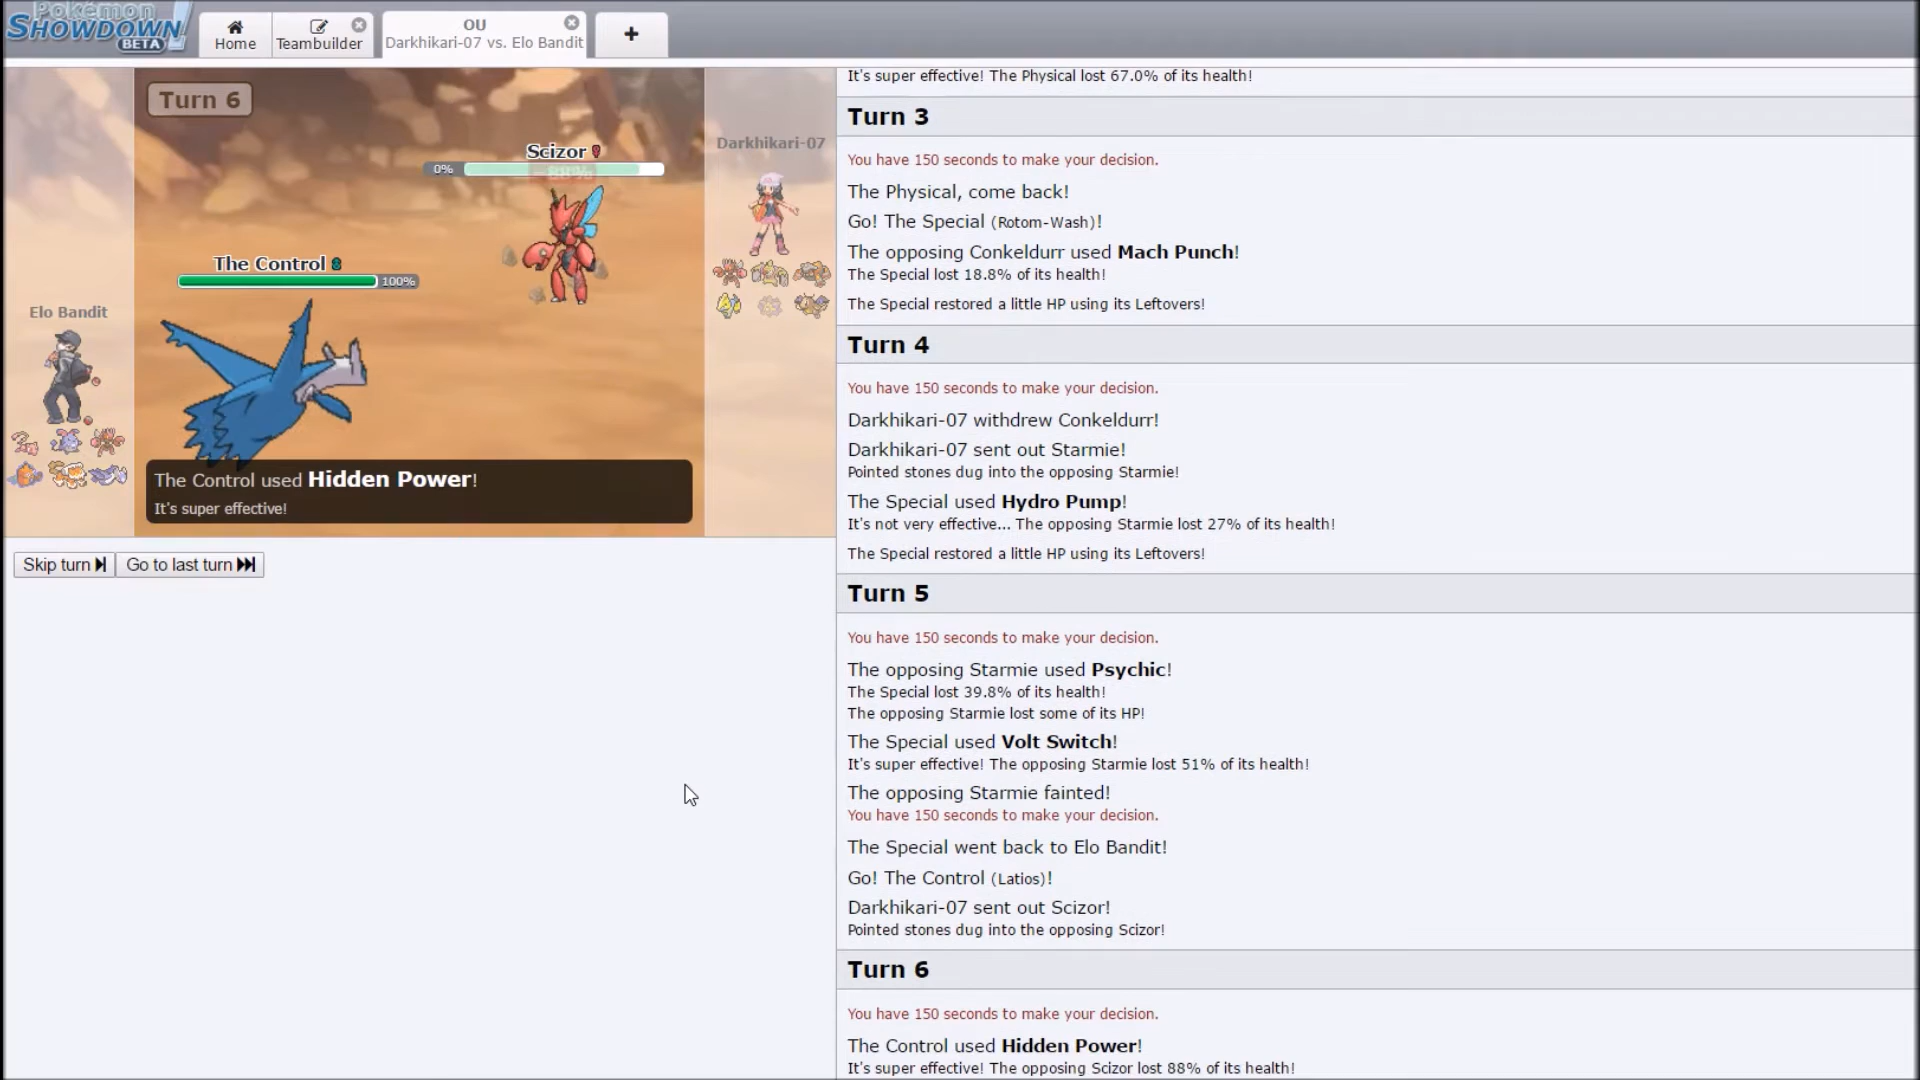 Pokémon
SHOWDOWN!
BETA
Home
Teambuilder
OU
Darkhikari-07 vs. Elo Bandit
+
Turn 6
Scizor
0%
-88%
The Control
100%
Elo Bandit
Darkhikari-07
The Control used Hidden Power!
It's super effective!
Skip turn
Go to last turn
It's super effective! The Physical lost 67.0% of its health!
Turn 3
You have 150 seconds to make your decision.
The Physical, come back!
Go! The Special (Rotom-Wash)!
The opposing Conkeldurr used Mach Punch!
The Special lost 18.8% of its health!
The Special restored a little HP using its Leftovers!
Turn 4
You have 150 seconds to make your decision.
Darkhikari-07 withdrew Conkeldurr!
Darkhikari-07 sent out Starmie!
Pointed stones dug into the opposing Starmie!
The Special used Hydro Pump!
It's not very effective... The opposing Starmie lost 27% of its health!
The Special restored a little HP using its Leftovers!
Turn 5
You have 150 seconds to make your decision.
The opposing Starmie used Psychic!
The Special lost 39.8% of its health!
The opposing Starmie lost some of its HP!
The Special used Volt Switch!
It's super effective! The opposing Starmie lost 51% of its health!
The opposing Starmie fainted!
You have 150 seconds to make your decision.
The Special went back to Elo Bandit!
Go! The Control (Latios)!
Darkhikari-07 sent out Scizor!
Pointed stones dug into the opposing Scizor!
Turn 6
You have 150 seconds to make your decision.
The Control used Hidden Power!
It's super effective! The opposing Scizor lost 88% of its health!